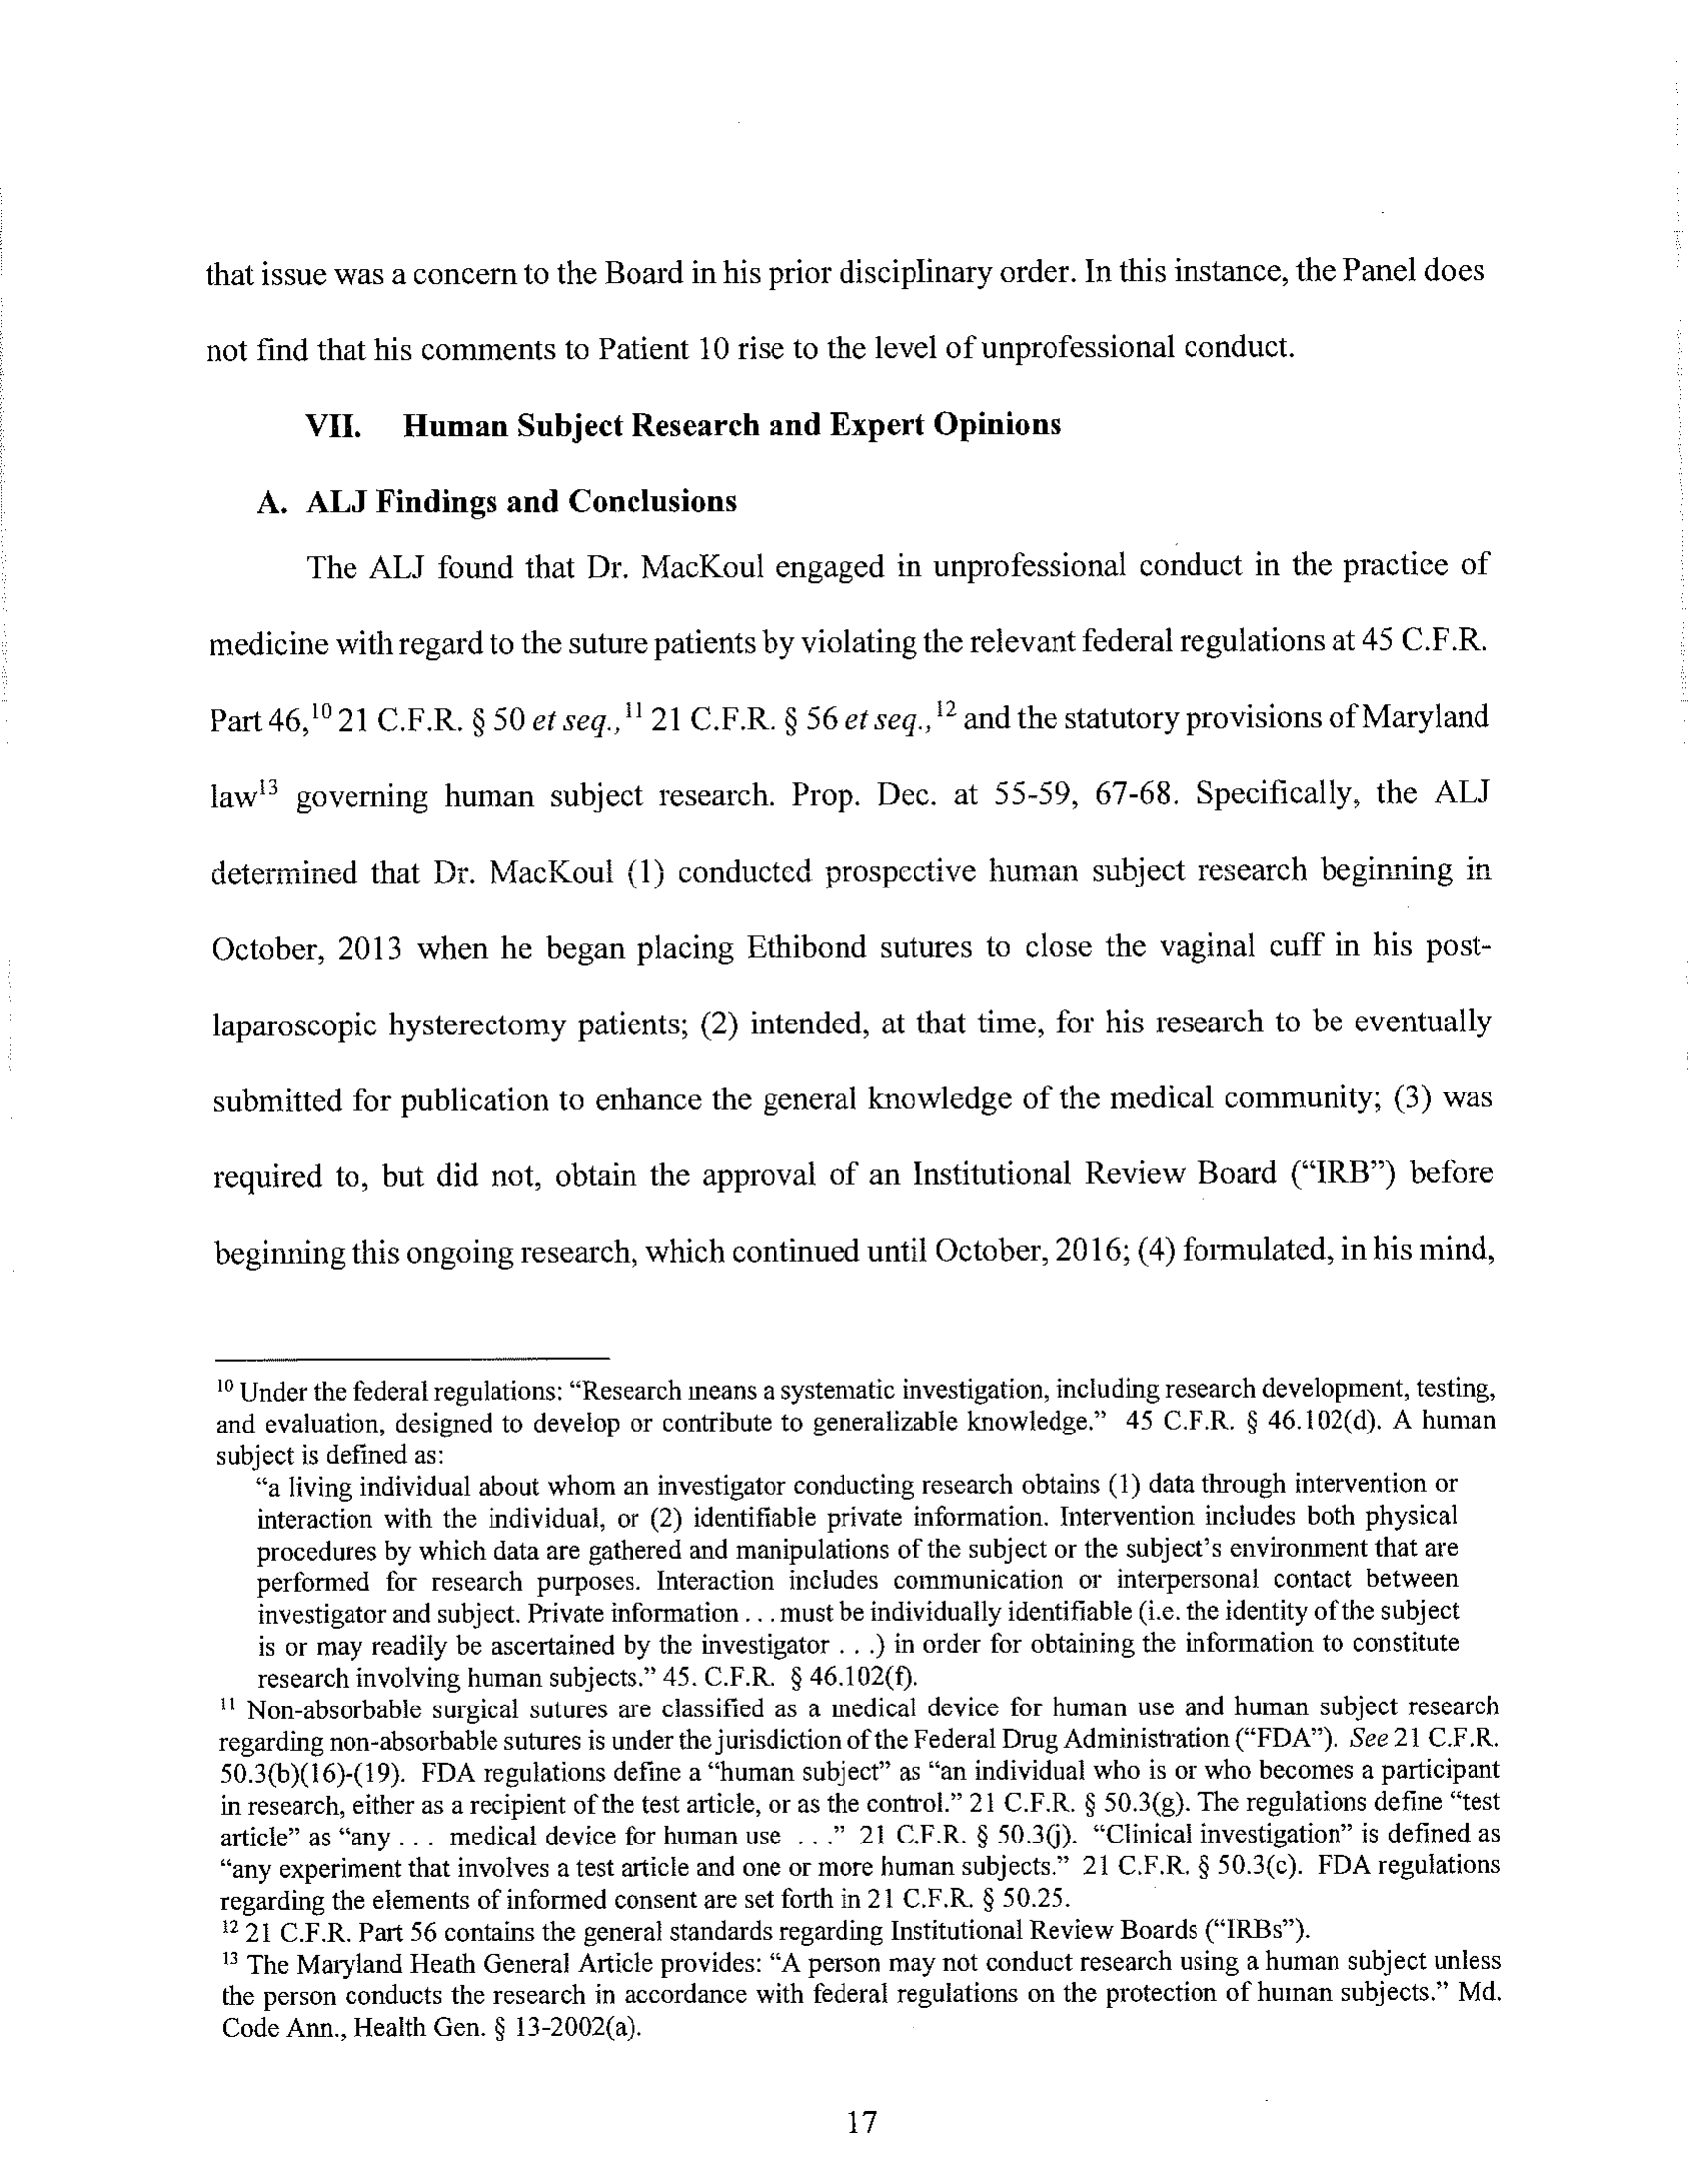 that issue was a concern to the Board in his prior disciplinary order. In this instance, the Panel does
not find that his comments to Patient 10 rise to the level of unprofessional conduct.
VII. Human Subject Research and Expert Opinions
A. ALJ Findings and Conclusions
The ALJ found that Dr. MacKoul engaged in unprofessional conduct in the practice of
medicine with regard to the suture patients by violating the relevant federal regulations at 45 C.F.R.
Part 46,¹⁰ 21 C.F.R. § 50 et seq.,¹¹ 21 C.F.R. § 56 et seq.,¹² and the statutory provisions of Maryland
law¹³ governing human subject research. Prop. Dec. at 55-59, 67-68. Specifically, the ALJ
determined that Dr. MacKoul (1) conducted prospective human subject research beginning in
October, 2013 when he began placing Ethibond sutures to close the vaginal cuff in his post-
laparoscopic hysterectomy patients; (2) intended, at that time, for his research to be eventually
submitted for publication to enhance the general knowledge of the medical community; (3) was
required to, but did not, obtain the approval of an Institutional Review Board (“IRB”) before
beginning this ongoing research, which continued until October, 2016; (4) formulated, in his mind,
¹⁰ Under the federal regulations: “Research means a systematic investigation, including research development, testing,
and evaluation, designed to develop or contribute to generalizable knowledge.” 45 C.F.R. § 46.102(d). A human
subject is defined as:
“a living individual about whom an investigator conducting research obtains (1) data through intervention or
interaction with the individual, or (2) identifiable private information. Intervention includes both physical
procedures by which data are gathered and manipulations of the subject or the subject’s environment that are
performed for research purposes. Interaction includes communication or interpersonal contact between
investigator and subject. Private information . . . must be individually identifiable (i.e. the identity of the subject
is or may readily be ascertained by the investigator . . .) in order for obtaining the information to constitute
research involving human subjects.” 45. C.F.R. § 46.102(f).
¹¹ Non-absorbable surgical sutures are classified as a medical device for human use and human subject research
regarding non-absorbable sutures is under the jurisdiction of the Federal Drug Administration (“FDA”). See 21 C.F.R.
50.3(b)(16)-(19). FDA regulations define a “human subject” as “an individual who is or who becomes a participant
in research, either as a recipient of the test article, or as the control.” 21 C.F.R. § 50.3(g). The regulations define “test
article” as “any . . . medical device for human use . . .” 21 C.F.R. § 50.3(j). “Clinical investigation” is defined as
“any experiment that involves a test article and one or more human subjects.” 21 C.F.R. § 50.3(c). FDA regulations
regarding the elements of informed consent are set forth in 21 C.F.R. § 50.25.
¹² 21 C.F.R. Part 56 contains the general standards regarding Institutional Review Boards (“IRBs”).
¹³ The Maryland Heath General Article provides: “A person may not conduct research using a human subject unless
the person conducts the research in accordance with federal regulations on the protection of human subjects.” Md.
Code Ann., Health Gen. § 13-2002(a).
17